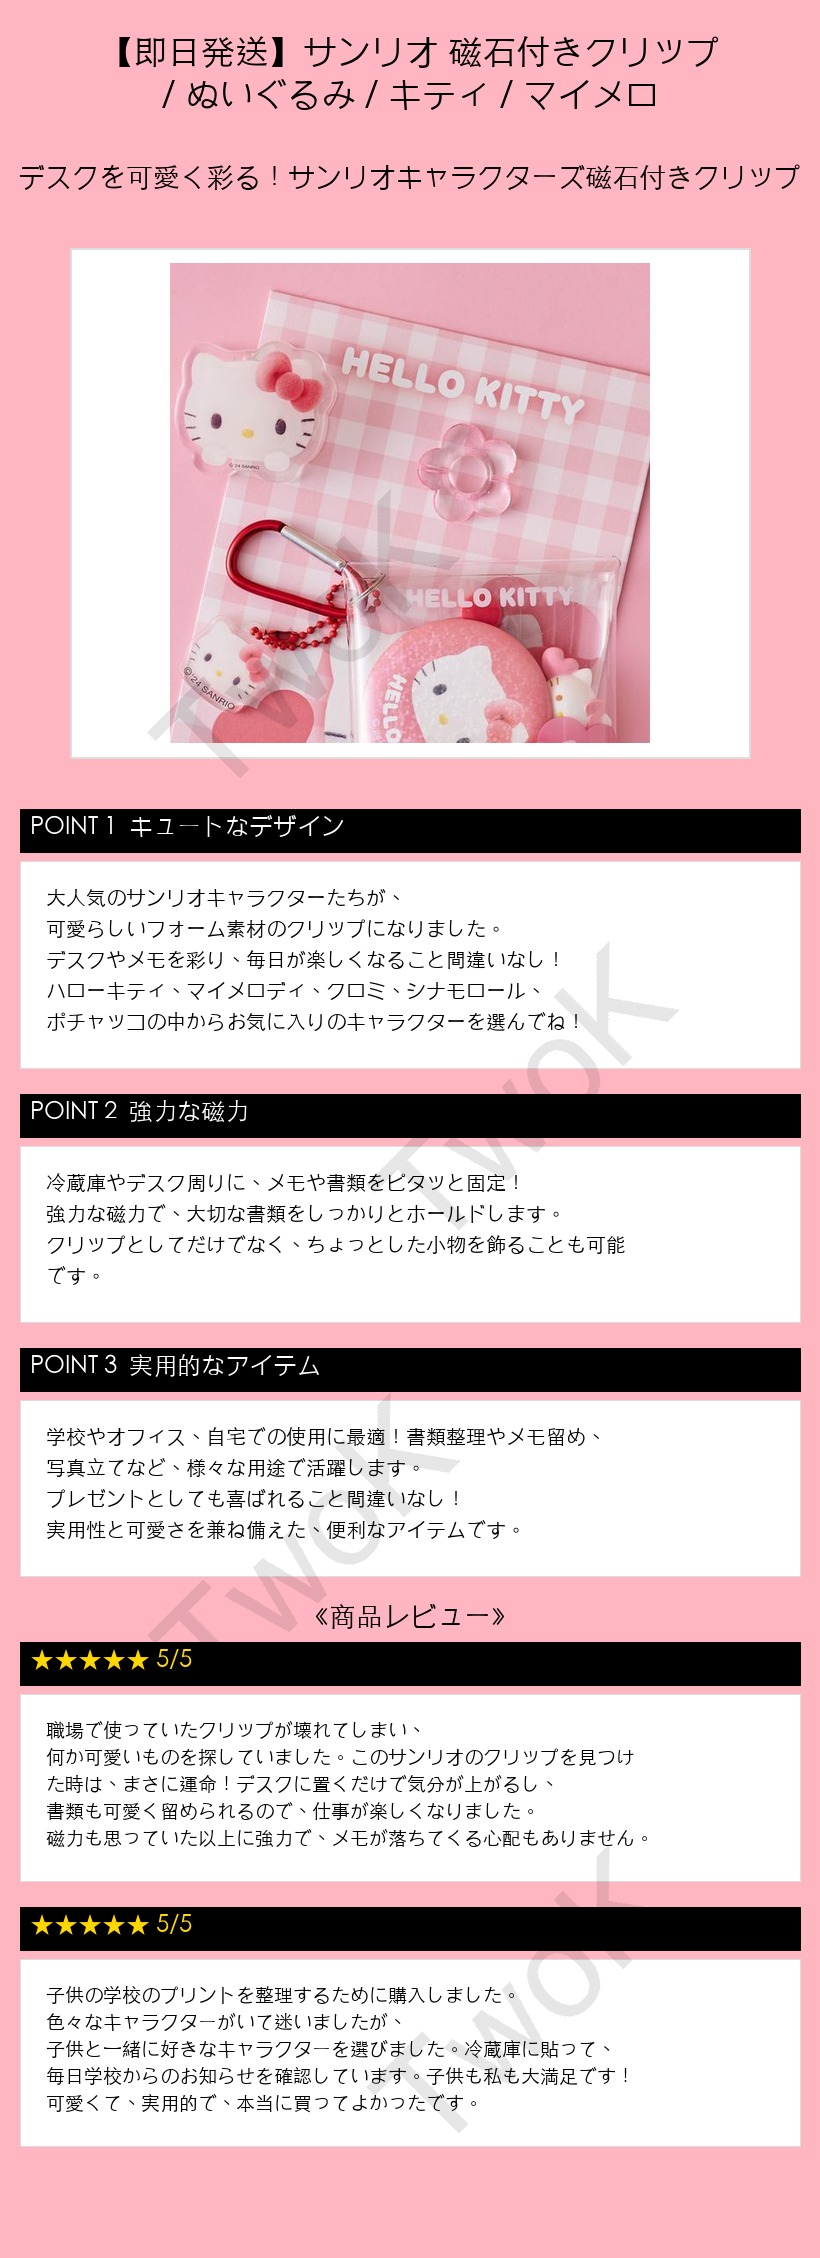 【即日発送】サンリオ 磁石付きクリップ
/ ぬいぐるみ / キティ / マイメロ
デスクを可愛く彩る！サンリオキャラクターズ磁石付きクリップ
HELLO KITTY
©'24 SANRIO
HELLO KITTY
©'24 SANRIO
HELLO
TwoK
POINT 1 キュートなデザイン
大人気のサンリオキャラクターたちが、
可愛らしいフォーム素材のクリップになりました。
デスクやメモを彩り、毎日が楽しくなること間違いなし！
ハローキティ、マイメロディ、クロミ、シナモロール、
ポチャッコの中からお気に入りのキャラクターを選んでね！
TwoK
POINT 2 強力な磁力
冷蔵庫やデスク周りに、メモや書類をピタッと固定！
強力な磁力で、大切な書類をしっかりとホールドします。
クリップとしてだけでなく、ちょっとした小物を飾ることも可能
です。
POINT 3 実用的なアイテム
学校やオフィス、自宅での使用に最適！書類整理やメモ留め、
写真立てなど、様々な用途で活躍します。
プレゼントとしても喜ばれること間違いなし！
実用性と可愛さを兼ね備えた、便利なアイテムです。
TwoK
《商品レビュー》
★★★★★ 5/5
職場で使っていたクリップが壊れてしまい、
何か可愛いものを探していました。このサンリオのクリップを見つけ
た時は、まさに運命！デスクに置くだけで気分が上がるし、
書類も可愛く留められるので、仕事が楽しくなりました。
磁力も思っていた以上に強力で、メモが落ちてくる心配もありません。
★★★★★ 5/5
子供の学校のプリントを整理するために購入しました。
色々なキャラクターがいて迷いましたが、
子供と一緒に好きなキャラクターを選びました。冷蔵庫に貼って、
毎日学校からのお知らせを確認しています。子供も私も大満足です！
可愛くて、実用的で、本当に買ってよかったです。
TwoK